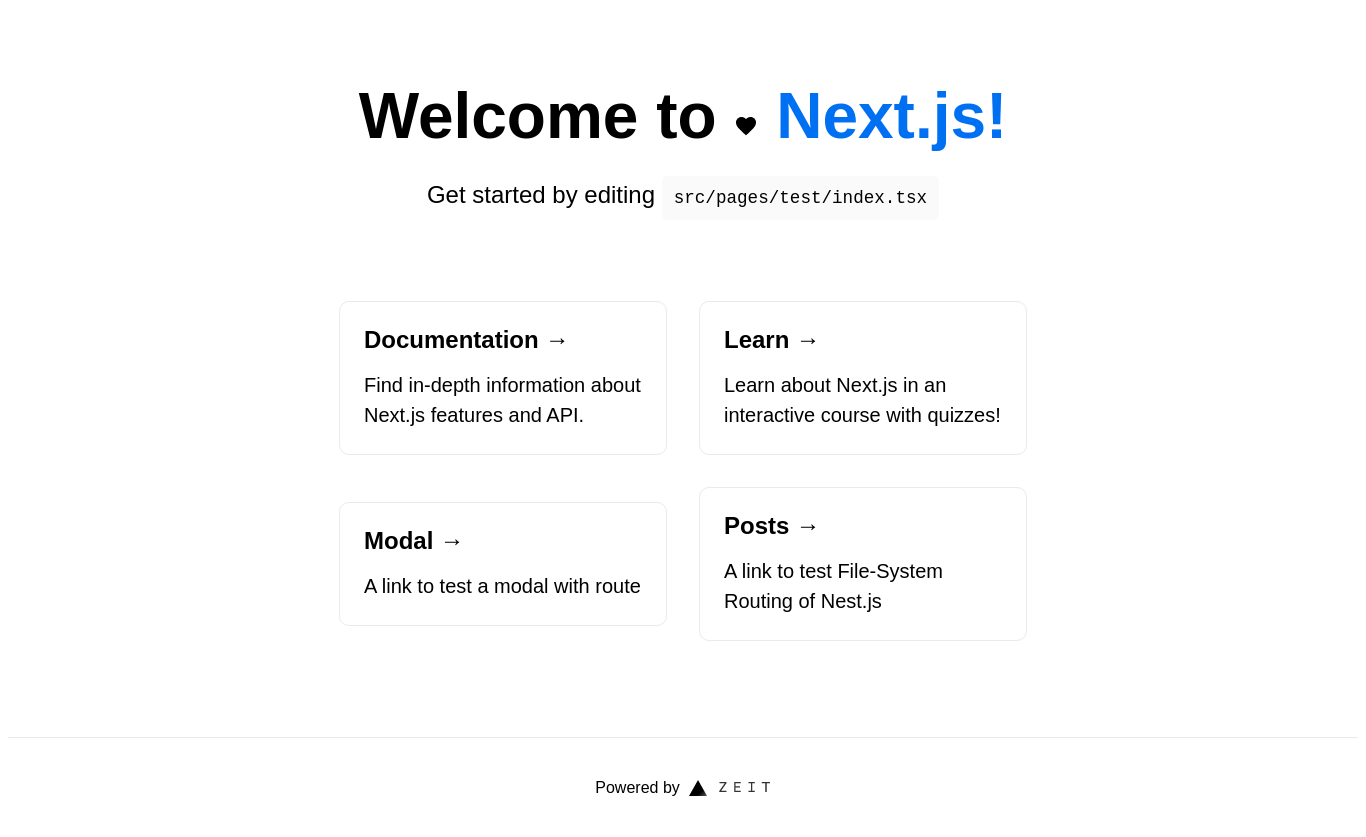 Welcome to ♥ Next.js!
Get started by editing src/pages/test/index.tsx
Documentation →
Find in-depth information about
Next.js features and API.
Learn →
Learn about Next.js in an
interactive course with quizzes!
Modal →
A link to test a modal with route
Posts →
A link to test File-System
Routing of Nest.js
Powered by ZEIT